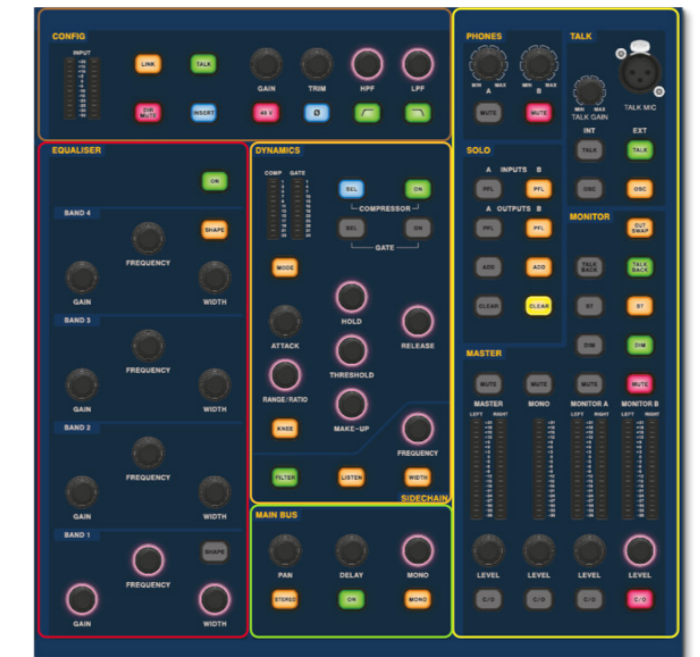 CONFIG
INPUT
LINK
TALK
GAIN
TRIM
HPF
LPF
CHN MUTE
INSERT
48 V
Ø
PHONES
MIN MAX MIN MAX
A B
MUTE MUTE
TALK
MIN MAX
TALK GAIN
TALK MIC
INT EXT
TALK TALK
OSC OSC
EQUALISER
ON
BAND 4
SHAPE
FREQUENCY
GAIN WIDTH
BAND 3
FREQUENCY
GAIN WIDTH
BAND 2
FREQUENCY
GAIN WIDTH
BAND 1
SHAPE
FREQUENCY
GAIN WIDTH
DYNAMICS
COMP GATE
SEL ON
COMPRESSOR
SEL ON
GATE
MODE
HOLD
ATTACK RELEASE
THRESHOLD
RANGE/RATIO
KNEE
MAKE-UP
FREQUENCY
FILTER LISTEN WIDTH
SIDECHAIN
MAIN BUS
PAN DELAY MONO
STEREO ON MONO
SOLO
A INPUTS B
PFL PFL
A OUTPUTS B
PFL PFL
ADD ADD
CLEAR CLEAR
MONITOR
OUT SWAP
TALK BACK TALK BACK
ST ST
DIM DIM
MASTER
MUTE MUTE MUTE MUTE
MASTER MONO MONITOR A MONITOR B
LEFT RIGHT LEFT RIGHT LEFT RIGHT
LEVEL LEVEL LEVEL LEVEL
C/O C/O C/O C/O